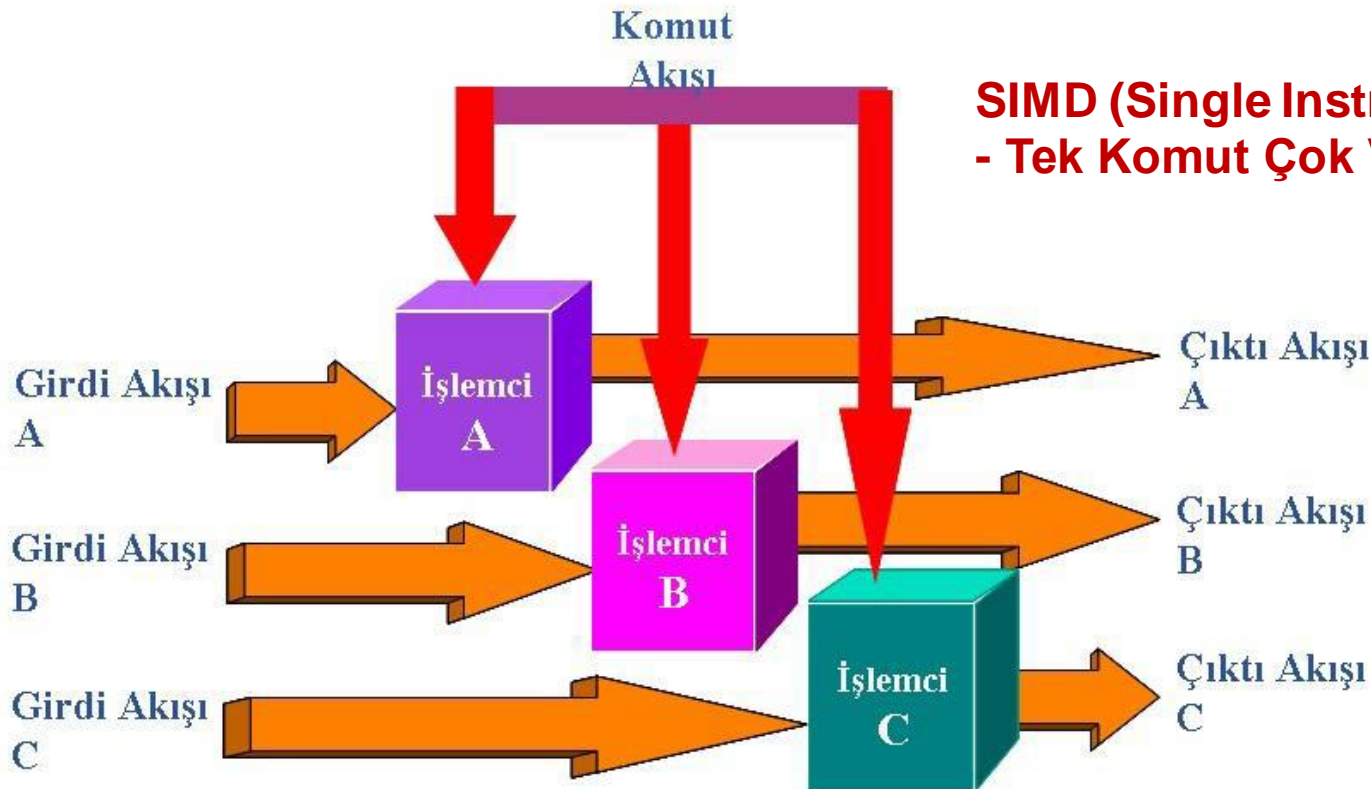 Komut
Akışı
SIMD (Single Inst
- Tek Komut Çok
Girdi Akışı
A
İşlemci
A
Çıktı Akışı
A
Girdi Akışı
B
İşlemci
B
Çıktı Akışı
B
Girdi Akışı
C
İşlemci
C
Çıktı Akışı
C